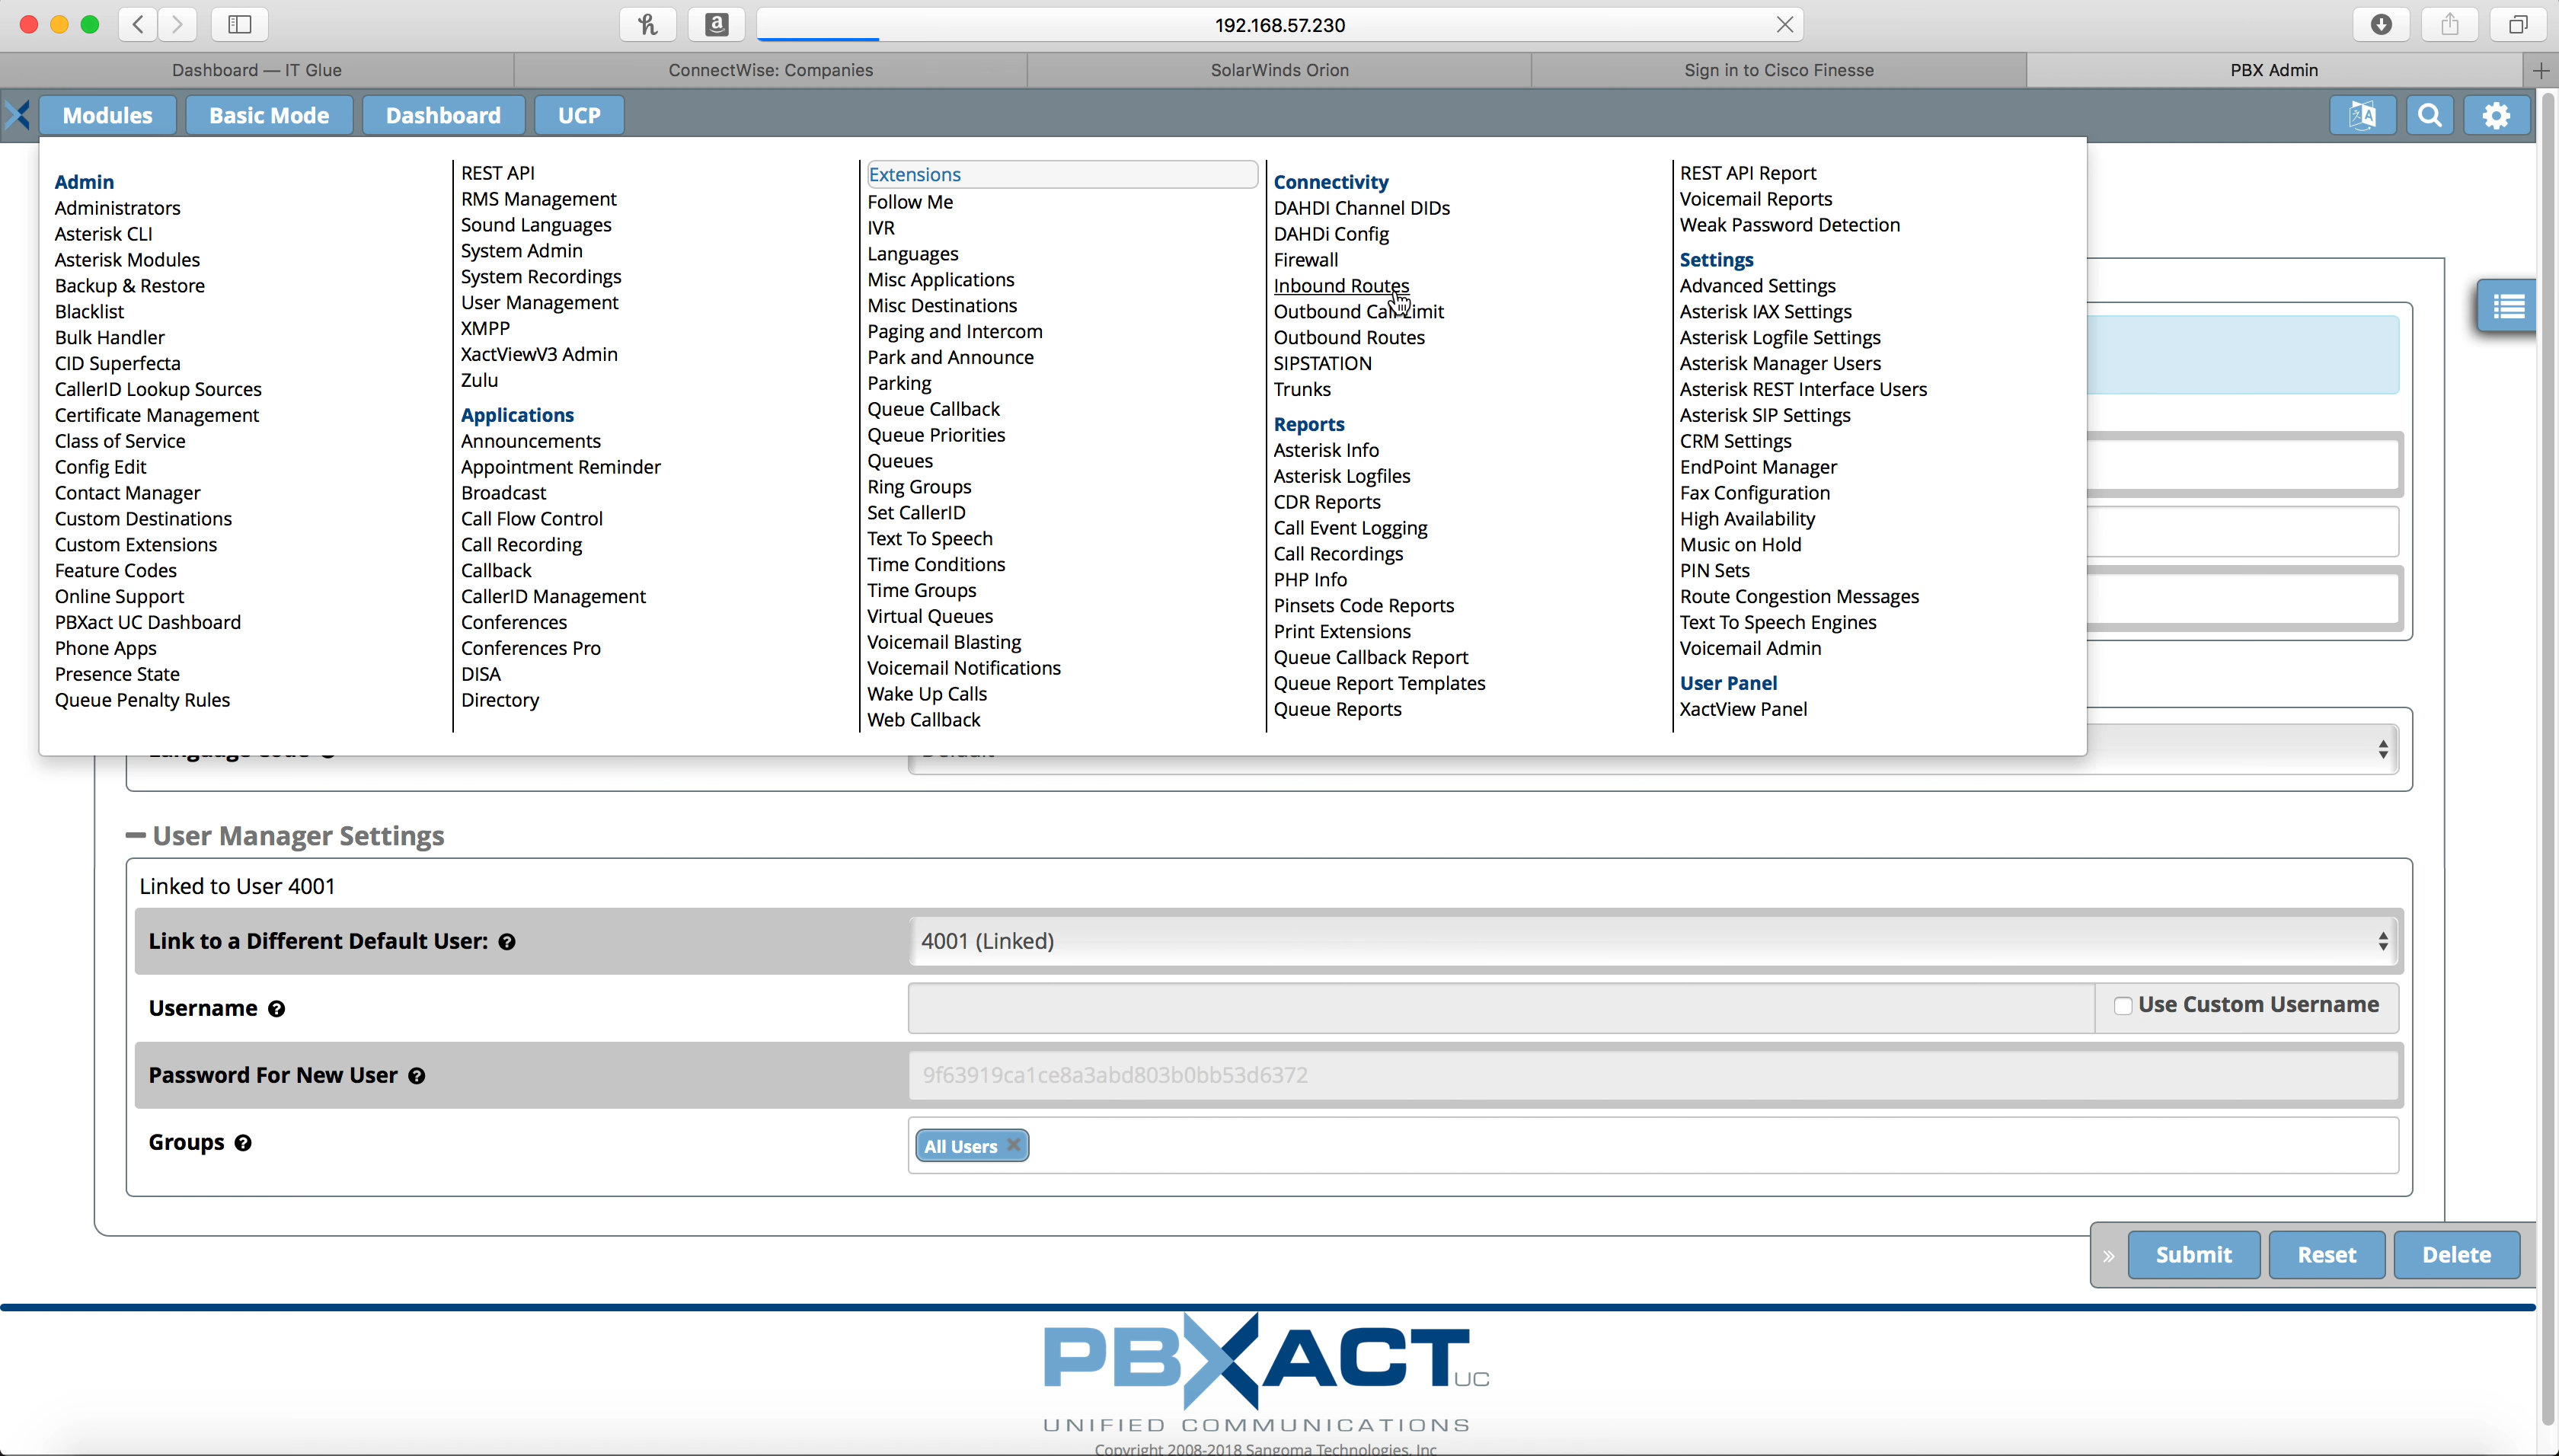 192.168.57.230
Dashboard — IT Glue
ConnectWise: Companies
SolarWinds Orion
Sign in to Cisco Finesse
PBX Admin
Modules
Basic Mode
Dashboard
UCP
Admin
Administrators
Asterisk CLI
Asterisk Modules
Backup & Restore
Blacklist
Bulk Handler
CID Superfecta
CallerID Lookup Sources
Certificate Management
Class of Service
Config Edit
Contact Manager
Custom Destinations
Custom Extensions
Feature Codes
Online Support
PBXact UC Dashboard
Phone Apps
Presence State
Queue Penalty Rules
REST API
RMS Management
Sound Languages
System Admin
System Recordings
User Management
XMPP
XactViewV3 Admin
Zulu
Applications
Announcements
Appointment Reminder
Broadcast
Call Flow Control
Call Recording
Callback
CallerID Management
Conferences
Conferences Pro
DISA
Directory
Extensions
Follow Me
IVR
Languages
Misc Applications
Misc Destinations
Paging and Intercom
Park and Announce
Parking
Queue Callback
Queue Priorities
Queues
Ring Groups
Set CallerID
Text To Speech
Time Conditions
Time Groups
Virtual Queues
Voicemail Blasting
Voicemail Notifications
Wake Up Calls
Web Callback
Connectivity
DAHDI Channel DIDs
DAHDi Config
Firewall
Inbound Routes
Outbound Call Limit
Outbound Routes
SIPSTATION
Trunks
Reports
Asterisk Info
Asterisk Logfiles
CDR Reports
Call Event Logging
Call Recordings
PHP Info
Pinsets Code Reports
Print Extensions
Queue Callback Report
Queue Report Templates
Queue Reports
REST API Report
Voicemail Reports
Weak Password Detection
Settings
Advanced Settings
Asterisk IAX Settings
Asterisk Logfile Settings
Asterisk Manager Users
Asterisk REST Interface Users
Asterisk SIP Settings
CRM Settings
EndPoint Manager
Fax Configuration
High Availability
Music on Hold
PIN Sets
Route Congestion Messages
Text To Speech Engines
Voicemail Admin
User Panel
XactView Panel
User Manager Settings
Linked to User 4001
Link to a Different Default User:
4001 (Linked)
Username
Use Custom Username
Password For New User
9f63919ca1ce8a3abd803b0bb53d6372
Groups
All Users
Submit
Reset
Delete
PBXACT UC
UNIFIED COMMUNICATIONS
Copyright 2008-2018 Sangoma Technologies, Inc